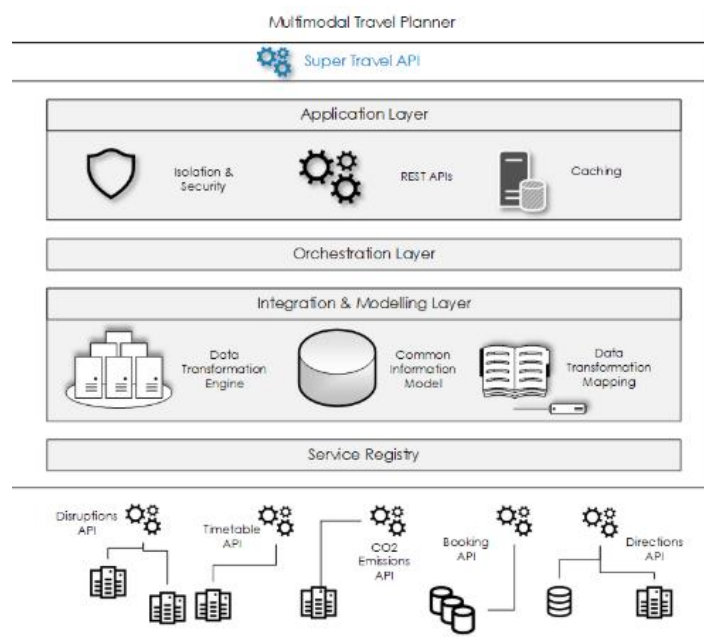 Multimodal Travel Planner
Super Travel API
Application Layer
Isolation &
Security
REST APIs
Caching
Orchestration Layer
Integration & Modelling Layer
Data
Transformation
Engine
Common
Information
Model
Data
Transformation
Mapping
Service Registry
Disruptions
API
Timetable
API
CO2
Emissions
API
Booking
API
Directions
API